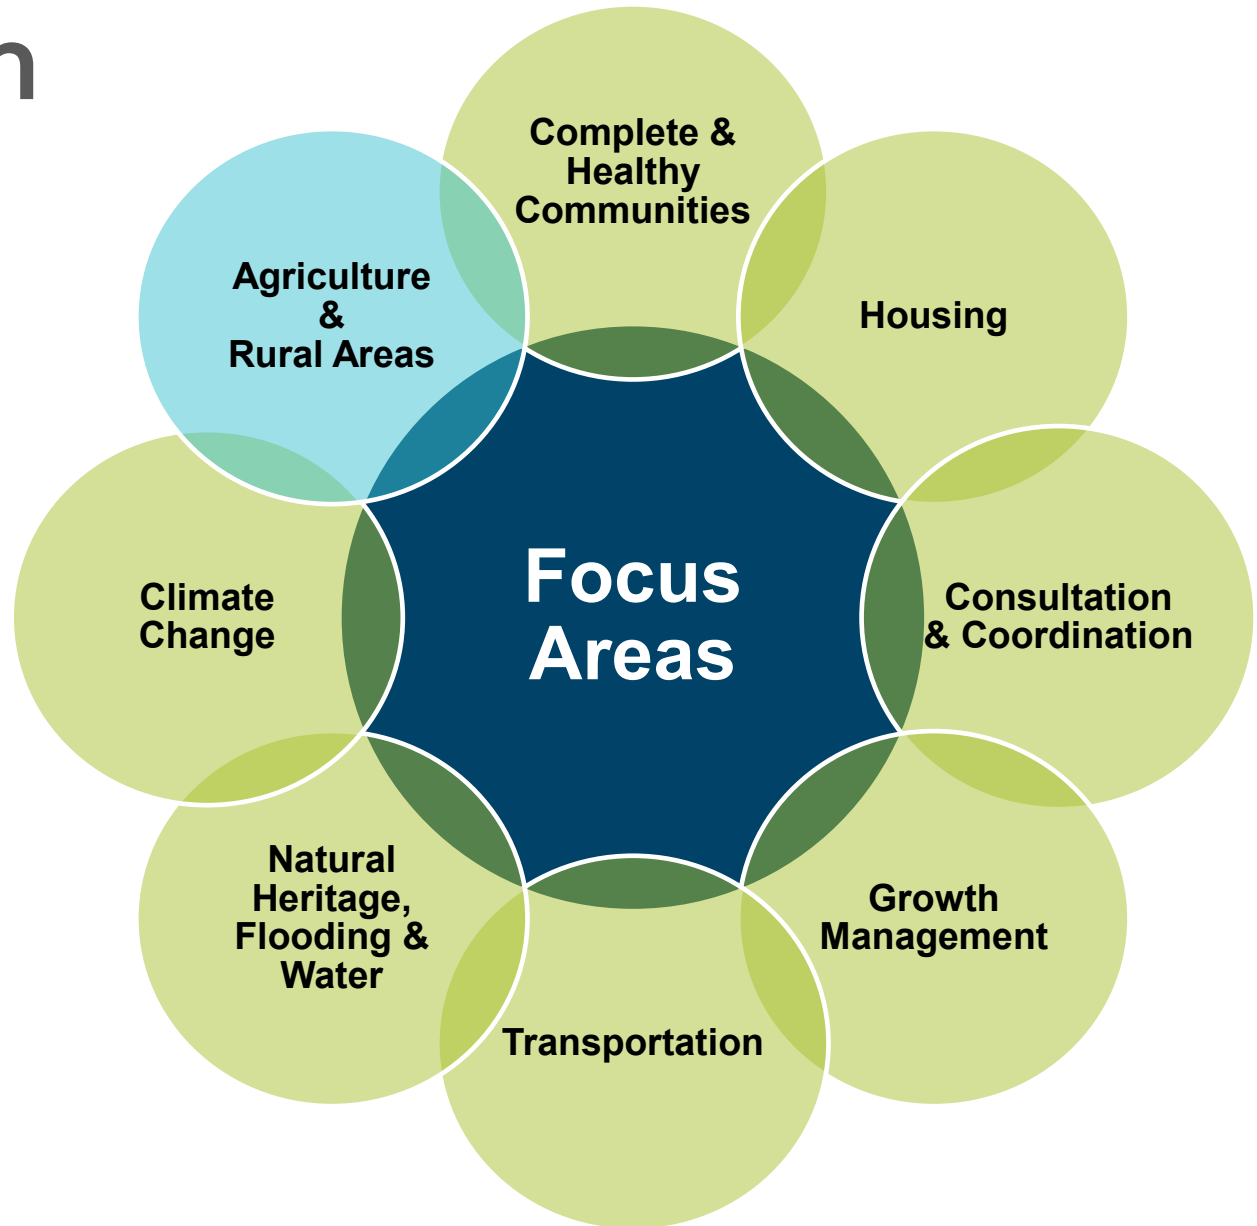 n
Complete &
Healthy
Communities
Agriculture
&
Rural Areas
Housing
Focus
Areas
Climate
Change
Consultation
& Coordination
Natural
Heritage,
Flooding &
Water
Growth
Management
Transportation